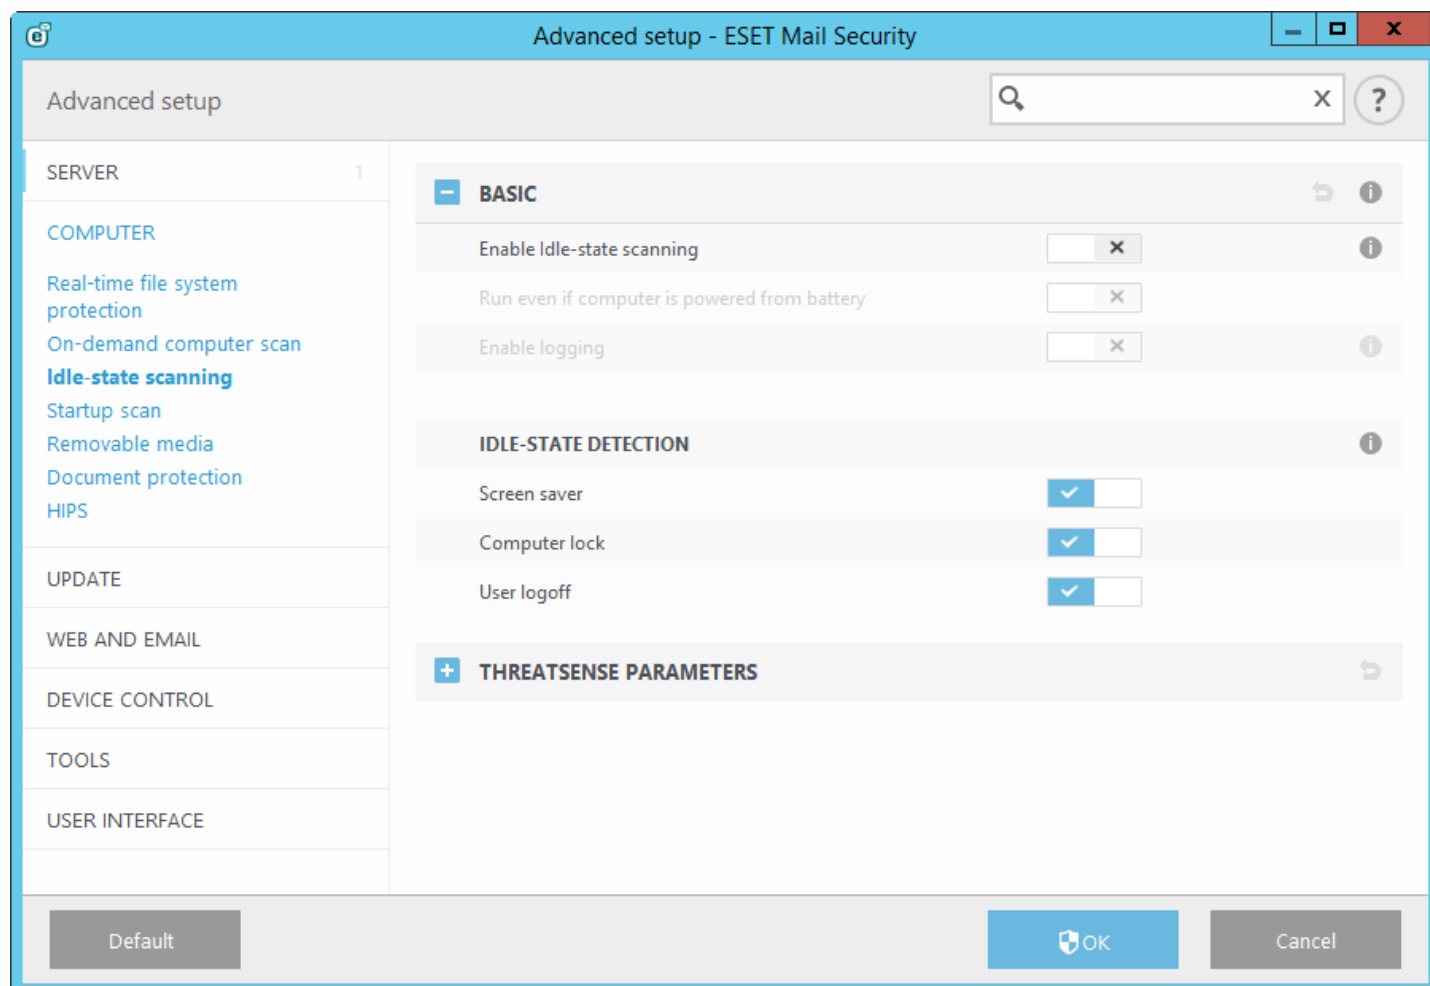 Advanced setup - ESET Mail Security
Advanced setup
SERVER 1
COMPUTER
Real-time file system
protection
On-demand computer scan
Idle-state scanning
Startup scan
Removable media
Document protection
HIPS
UPDATE
WEB AND EMAIL
DEVICE CONTROL
TOOLS
USER INTERFACE
BASIC
Enable Idle-state scanning
Run even if computer is powered from battery
Enable logging
IDLE-STATE DETECTION
Screen saver
Computer lock
User logoff
THREATSENSE PARAMETERS
Default
OK
Cancel